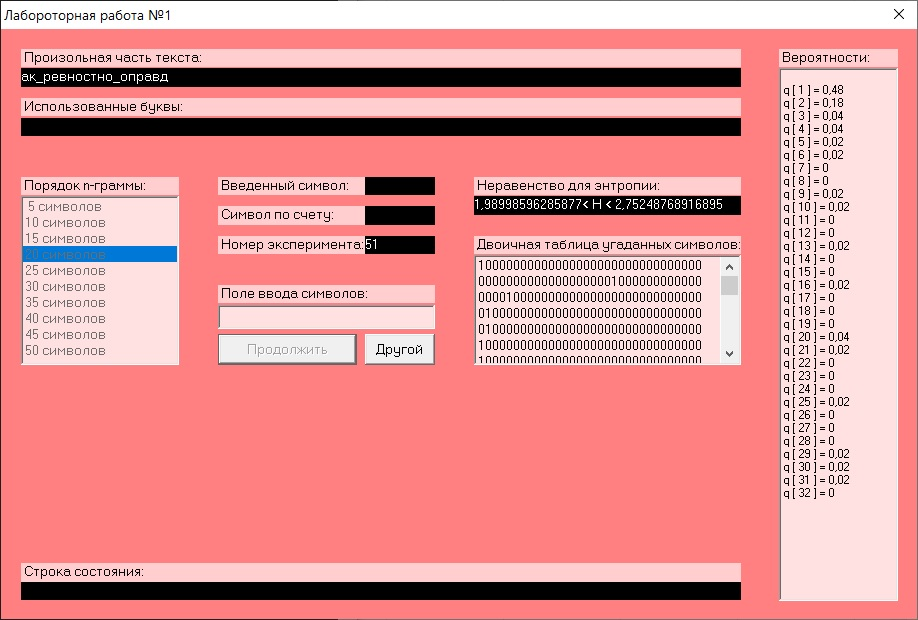 Лабороторная работа №1
Произольная часть текста:
ак_ревностно_оправд
Использованные буквы:
Порядок n-граммы:
5 символов
10 символов
15 символов
20 символов
25 символов
30 символов
35 символов
40 символов
45 символов
50 символов
Введенный символ:
Символ по счету:
Номер эксперимента: 51
Поле ввода символов:
Продолжить
Другой
Неравенство для энтропии:
1,98998596285877< H < 2,75248768916895
Двоичная таблица угаданных символов:
10000000000000000000000000000000
00000000000000000001000000000000
00001000000000000000000000000000
01000000000000000000000000000000
01000000000000000000000000000000
10000000000000000000000000000000
10000000000000000000000000000000
Вероятности:
q [ 1 ] = 0,48
q [ 2 ] = 0,18
q [ 3 ] = 0,04
q [ 4 ] = 0,04
q [ 5 ] = 0,02
q [ 6 ] = 0,02
q [ 7 ] = 0
q [ 8 ] = 0
q [ 9 ] = 0,02
q [ 10 ] = 0,02
q [ 11 ] = 0
q [ 12 ] = 0
q [ 13 ] = 0,02
q [ 14 ] = 0
q [ 15 ] = 0
q [ 16 ] = 0,02
q [ 17 ] = 0
q [ 18 ] = 0
q [ 19 ] = 0
q [ 20 ] = 0,04
q [ 21 ] = 0,02
q [ 22 ] = 0
q [ 23 ] = 0
q [ 24 ] = 0
q [ 25 ] = 0,02
q [ 26 ] = 0
q [ 27 ] = 0
q [ 28 ] = 0
q [ 29 ] = 0,02
q [ 30 ] = 0,02
q [ 31 ] = 0,02
q [ 32 ] = 0
Строка состояния: